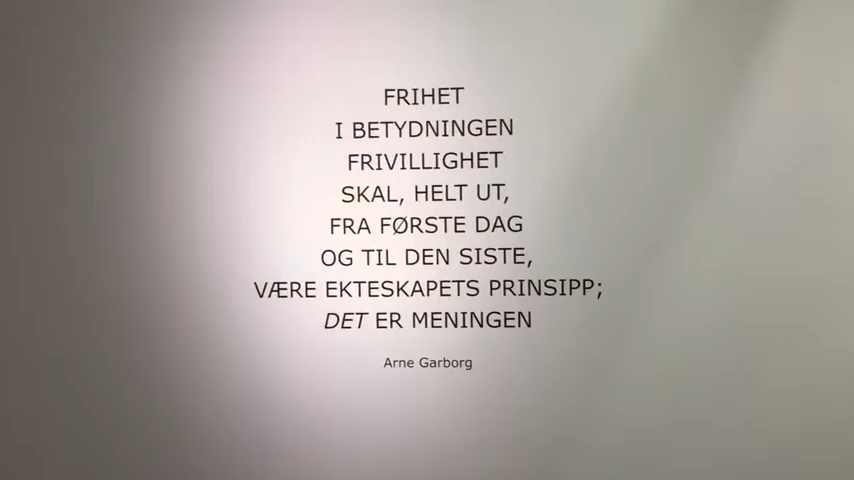 FRIHET
I BETYDNINGEN
FRIVILLIGHET
SKAL, HELT UT,
FRA FØRSTE DAG
OG TIL DEN SISTE,
VÆRE EKTESKAPETS PRINSIPP;
DET ER MENINGEN
Arne Garborg